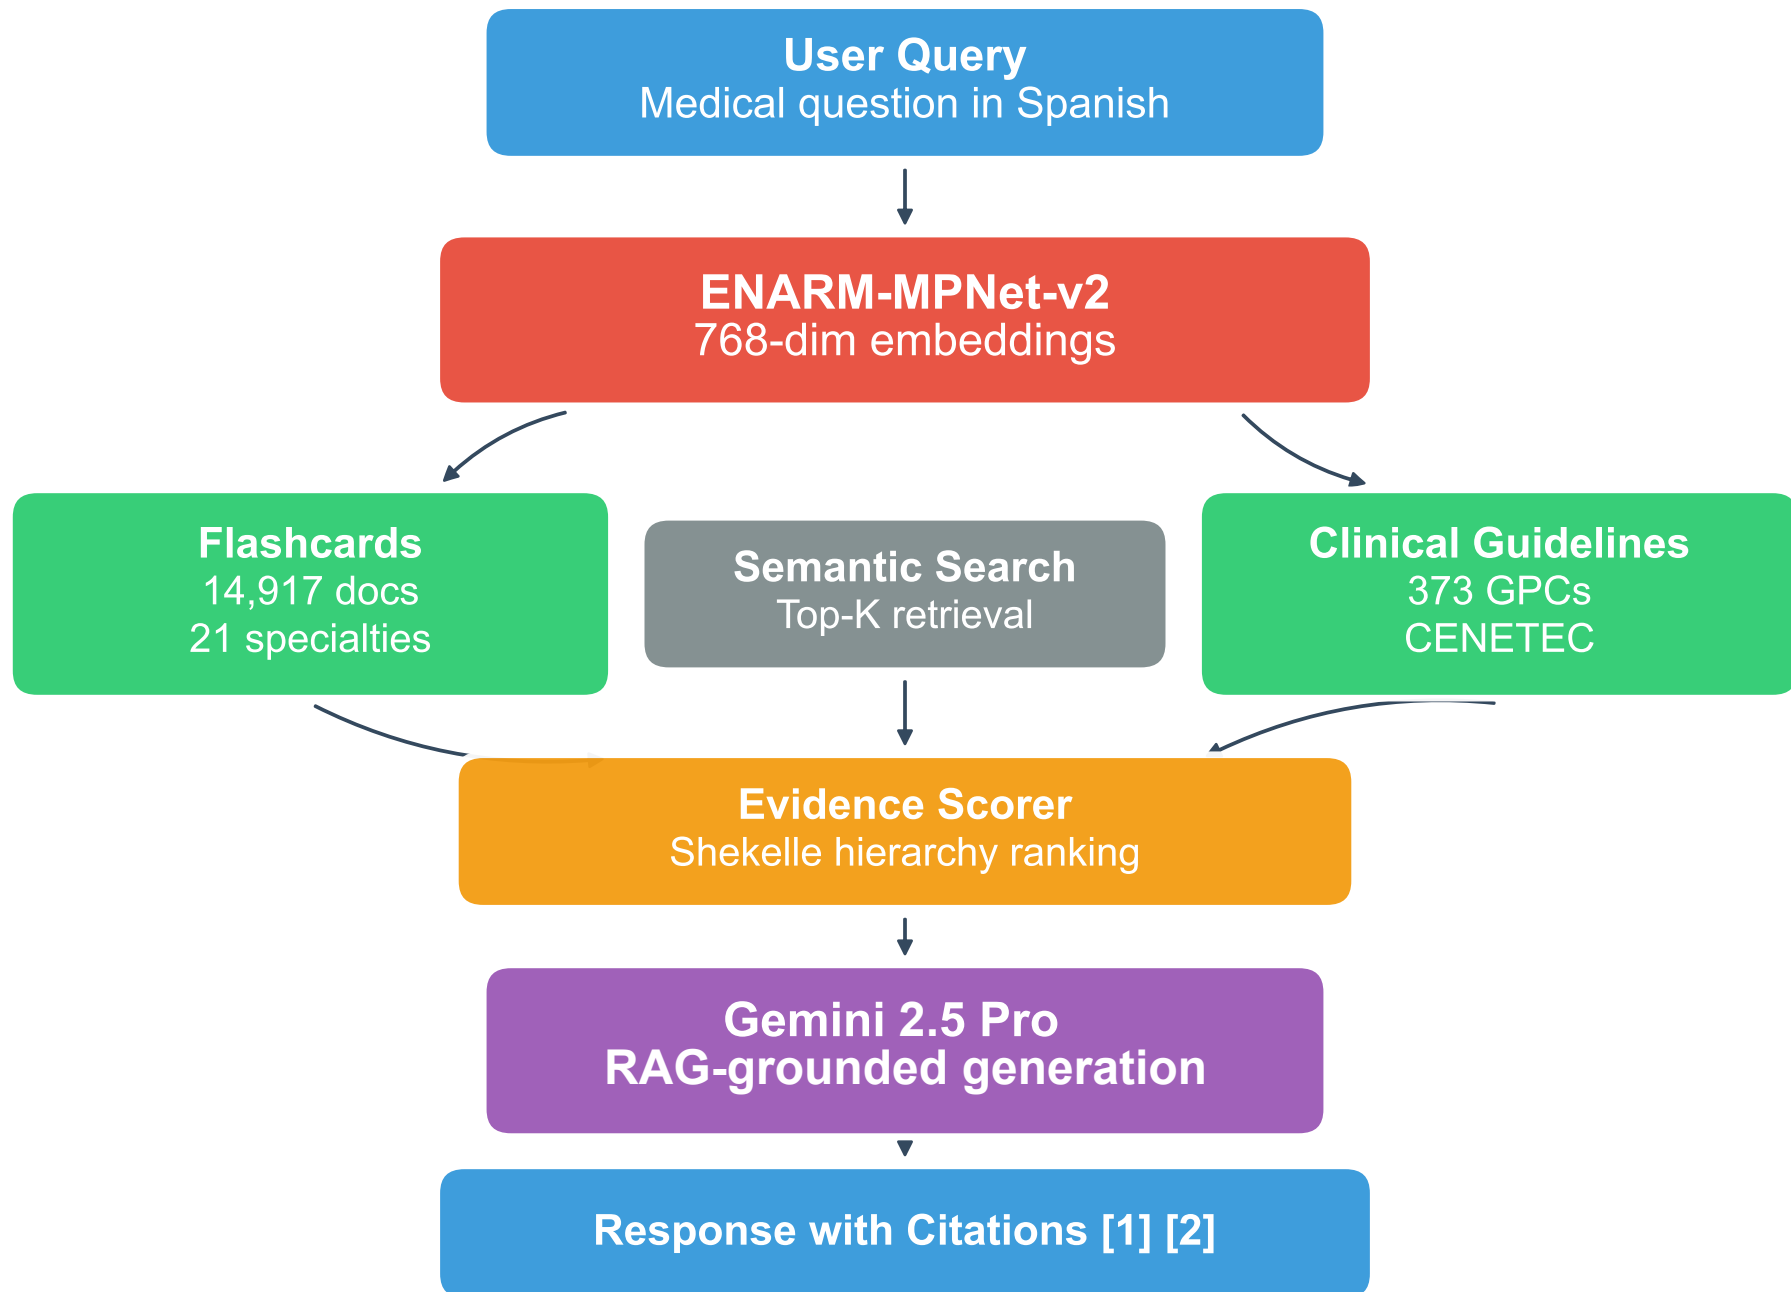 User Query
Medical question in Spanish
ENARM-MPNet-v2
768-dim embeddings
Flashcards
14,917 docs
21 specialties
Semantic Search
Top-K retrieval
Clinical Guidelines
373 GPCs
CENETEC
Evidence Scorer
Shekelle hierarchy ranking
Gemini 2.5 Pro
RAG-grounded generation
Response with Citations [1] [2]